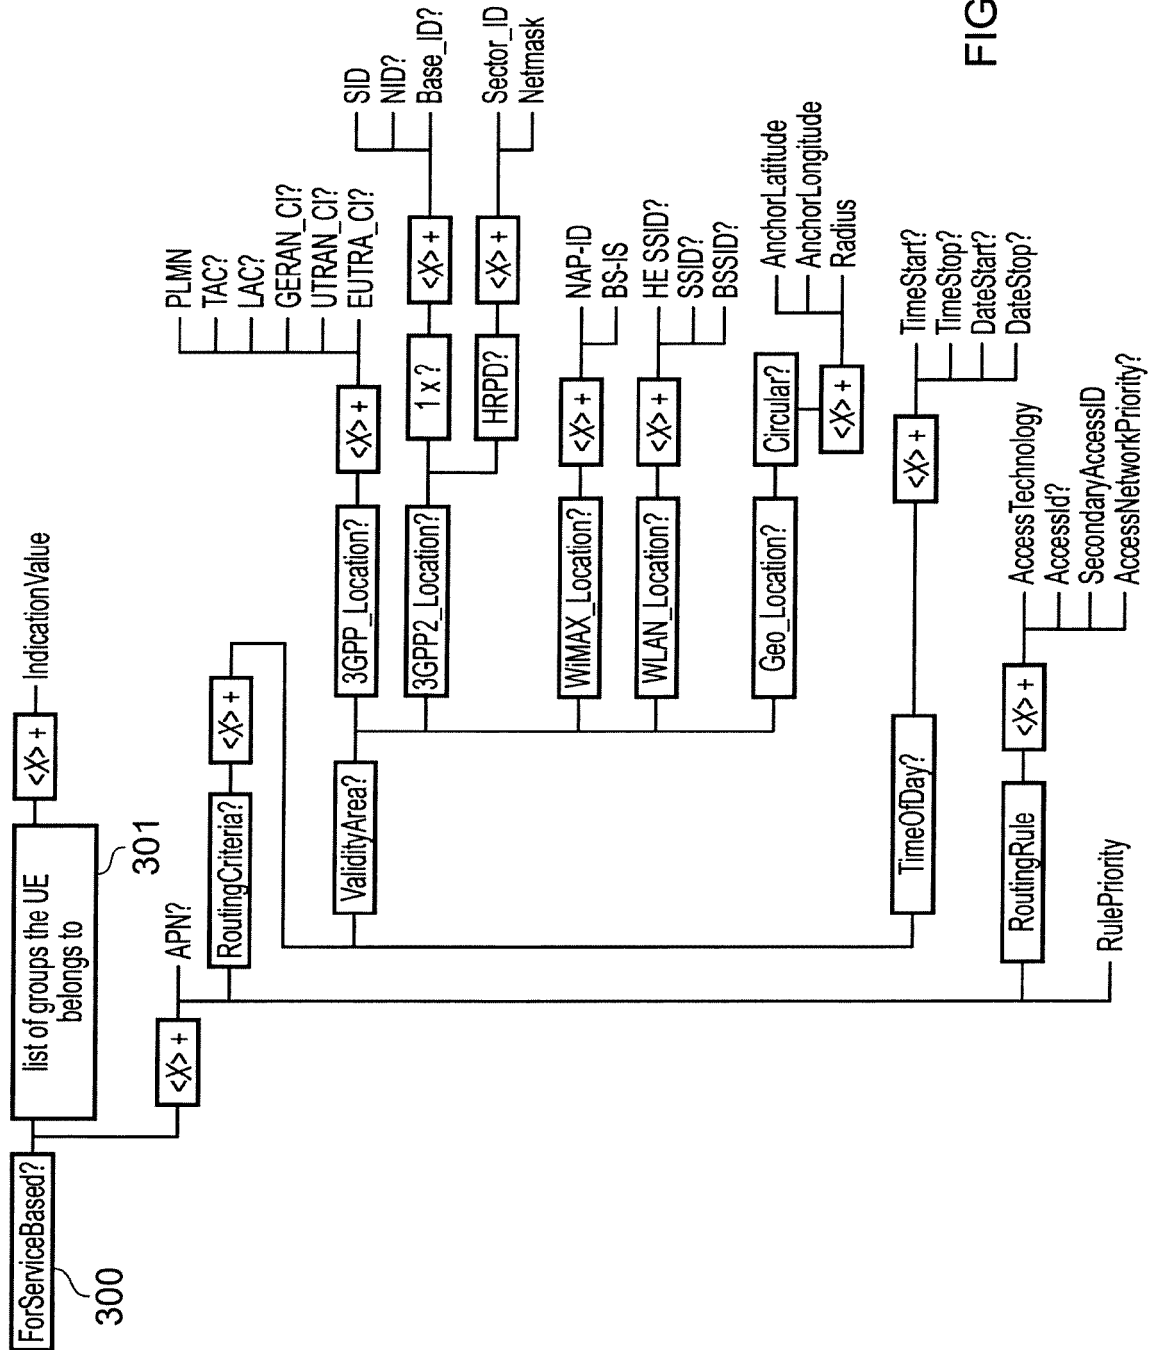 ForServiceBased?
300
list of groups the UE
belongs to
301
<X> +
IndicationValue
<X> +
APN?
RoutingCriteria?
<X> +
ValidityArea?
3GPP_Location?
<X> +
PLMN
TAC?
LAC?
GERAN_CI?
UTRAN_CI?
EUTRA_CI?
3GPP2_Location?
1 x ?
<X> +
SID
NID?
Base_ID?
HRPD?
<X> +
Sector_ID
Netmask
WiMAX_Location?
<X> +
NAP-ID
BS-IS
WLAN_Location?
<X> +
HE SSID?
SSID?
BSSID?
Geo_Location?
Circular?
<X> +
AnchorLatitude
AnchorLongitude
Radius
TimeOfDay?
<X> +
TimeStart?
TimeStop?
DateStart?
DateStop?
RoutingRule
<X> +
AccessTechnology
AccessId?
SecondaryAccessID
AccessNetworkPriority?
RulePriority
FIG